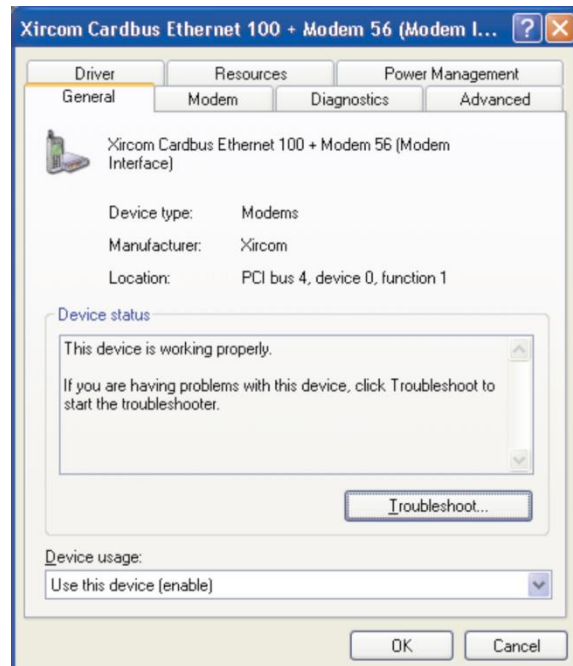 Xircom Cardbus Ethernet 100 + Modem 56 (Modem I...
Driver
Resources
Power Management
General
Modem
Diagnostics
Advanced
Xircom Cardbus Ethernet 100 + Modem 56 (Modem
Interface)
Device type: Modems
Manufacturer: Xircom
Location: PCI bus 4, device 0, function 1
Device status
This device is working properly.
If you are having problems with this device, click Troubleshoot to
start the troubleshooter.
Troubleshoot...
Device usage:
Use this device (enable)
OK
Cancel